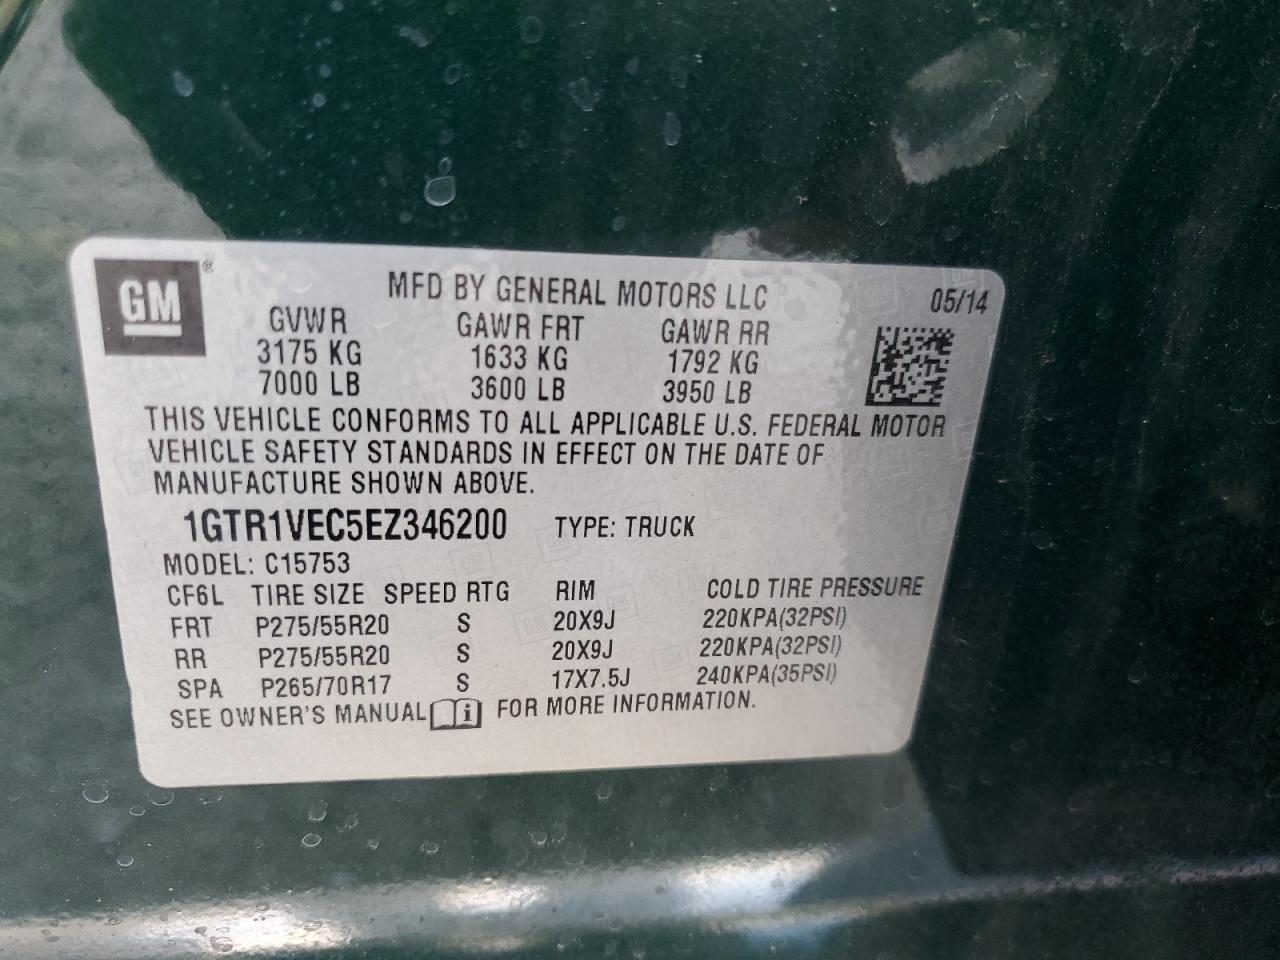 GM ®
MFD BY GENERAL MOTORS LLC 05/14
GVWR GAWR FRT GAWR RR
3175 KG 1633 KG 1792 KG
7000 LB 3600 LB 3950 LB
THIS VEHICLE CONFORMS TO ALL APPLICABLE U.S. FEDERAL MOTOR
VEHICLE SAFETY STANDARDS IN EFFECT ON THE DATE OF
MANUFACTURE SHOWN ABOVE.
1GTR1VEC5EZ346200 TYPE: TRUCK
MODEL: C15753
CF6L TIRE SIZE SPEED RTG RIM COLD TIRE PRESSURE
FRT P275/55R20 S 20X9J 220KPA(32PSI)
RR P275/55R20 S 20X9J 220KPA(32PSI)
SPA P265/70R17 S 17X7.5J 240KPA(35PSI)
SEE OWNER'S MANUAL i FOR MORE INFORMATION.